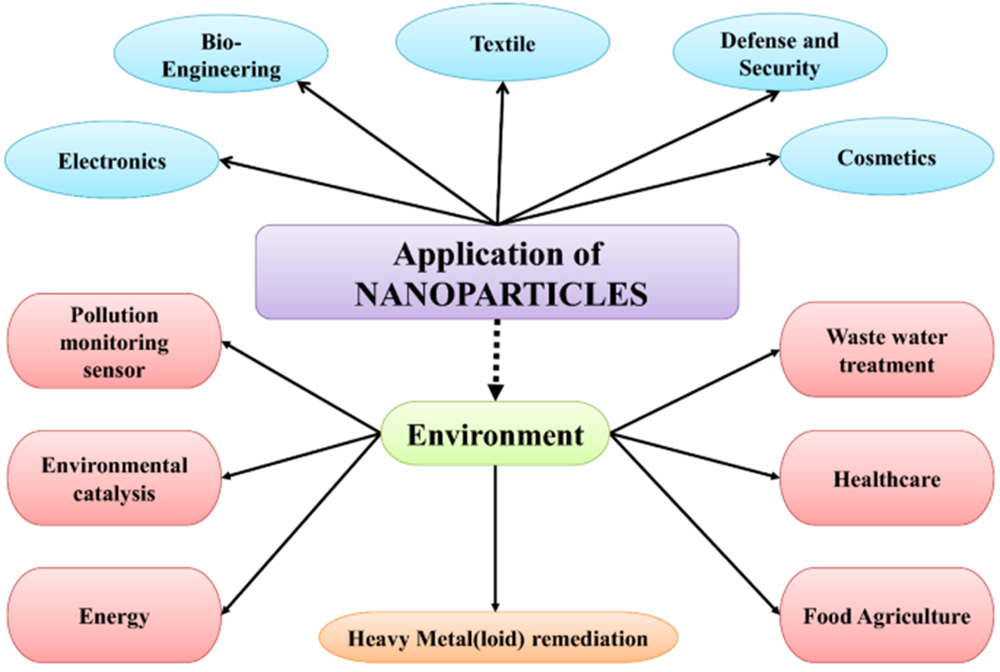 Bio-
Engineering
Textile
Defense and
Security
Electronics
Cosmetics
Application of
NANOPARTICLES
Pollution
monitoring
sensor
Waste water
treatment
Environment
Environmental
catalysis
Healthcare
Energy
Heavy Metal(loid) remediation
Food Agriculture